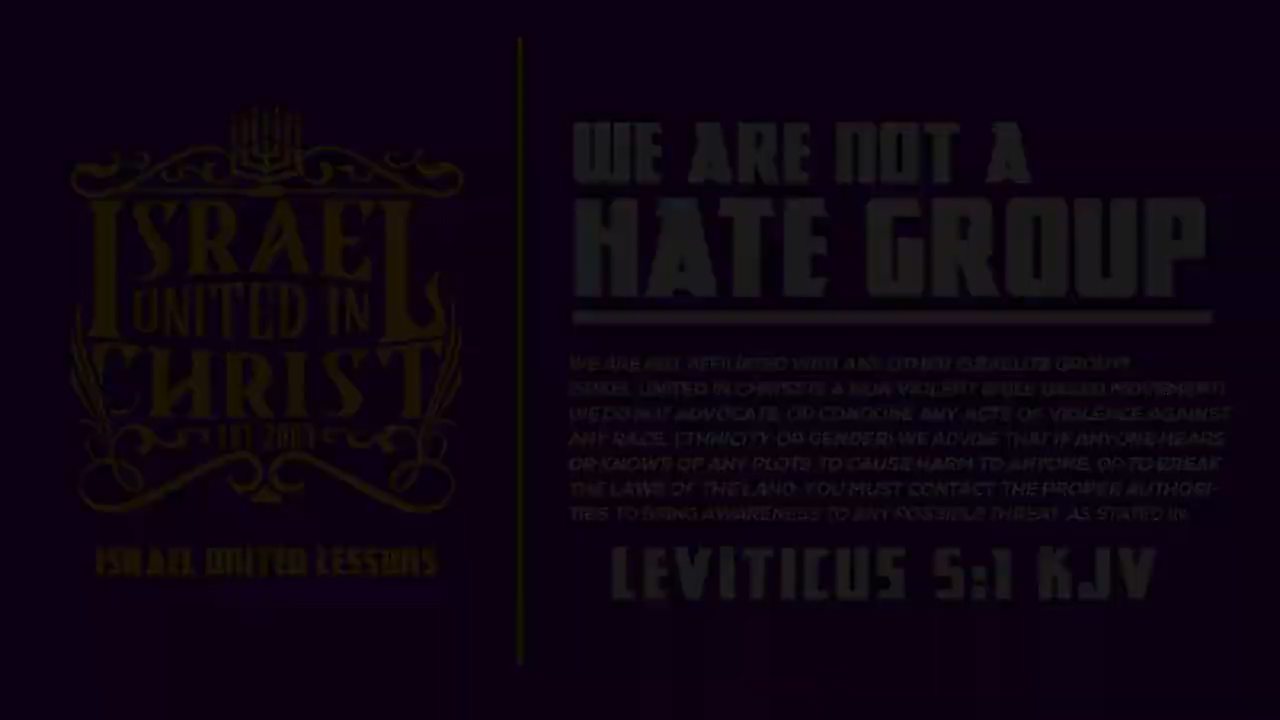 ISRAEL
UNITED IN
CHRIST
EST. 2003
ISRAEL UNITED LESSONS
WE ARE NOT A
HATE GROUP
WE ARE NOT AFFILIATED WITH ANY OTHER ISRAELITE GROUP!
ISRAEL UNITED IN CHRIST IS A NON VIOLENT BIBLE BASED MOVEMENT!
WE DO NOT ADVOCATE, OR CONDONE ANY ACTS OF VIOLENCE AGAINST
ANY RACE, (ETHNICITY OR GENDER) WE ADVISE THAT IF ANYONE HEARS
OR KNOWS OF ANY PLOTS TO CAUSE HARM TO ANYONE, OR TO BREAK
THE LAWS OF THE LAND, YOU MUST CONTACT THE PROPER AUTHORI-
TIES TO BRING AWARENESS TO ANY POSSIBLE THREAT. AS STATED IN:
LEVITICUS 5:1 KJV